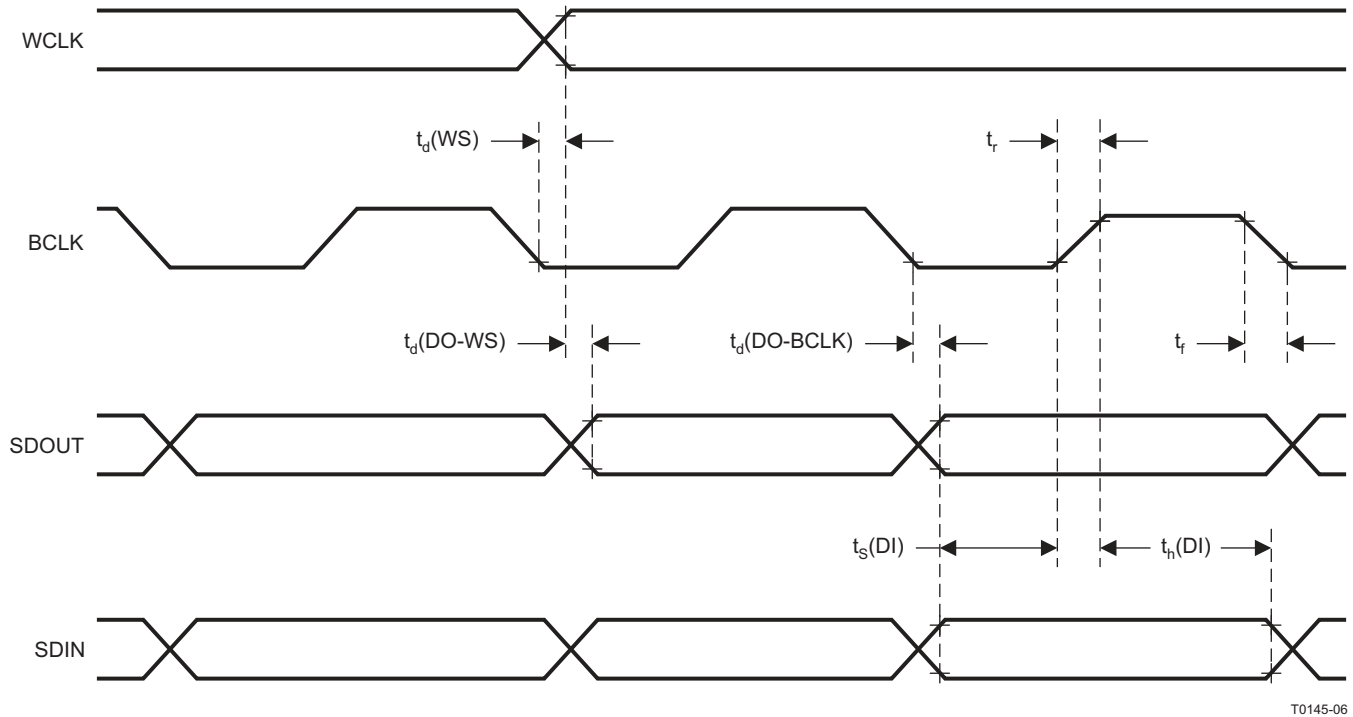 WCLK
td(WS)
tr
BCLK
td(DO-WS)
td(DO-BCLK)
tf
SDOUT
tS(DI)
th(DI)
SDIN
T0145-06